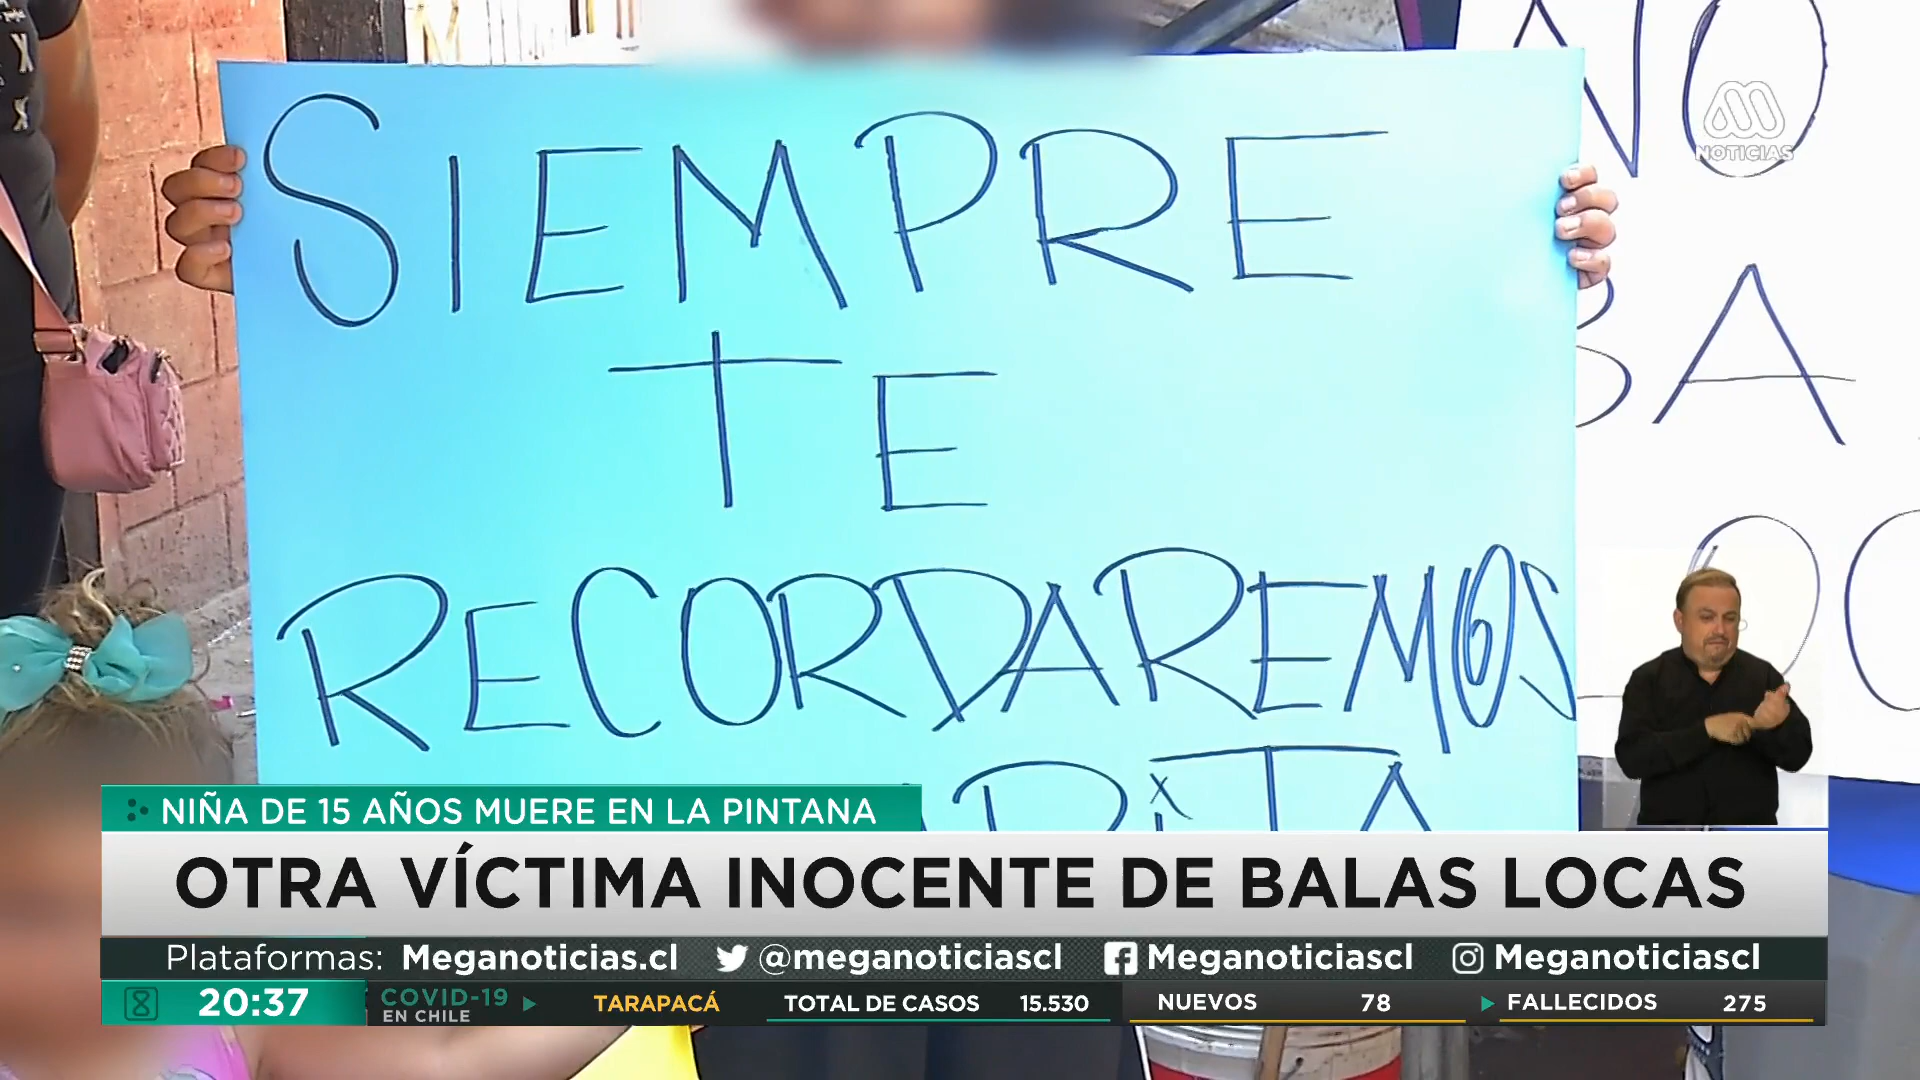 SIEMPRE
TE
RECORDAREMOS
NO
BA
NOTICIAS
NIÑA DE 15 AÑOS MUERE EN LA PINTANA
OTRA VÍCTIMA INOCENTE DE BALAS LOCAS
Plataformas: Meganoticias.cl @meganoticiascl Meganoticiascl Meganoticiascl
20:37 COVID-19 EN CHILE TARAPACÁ TOTAL DE CASOS 15.530 NUEVOS 78 FALLECIDOS 275